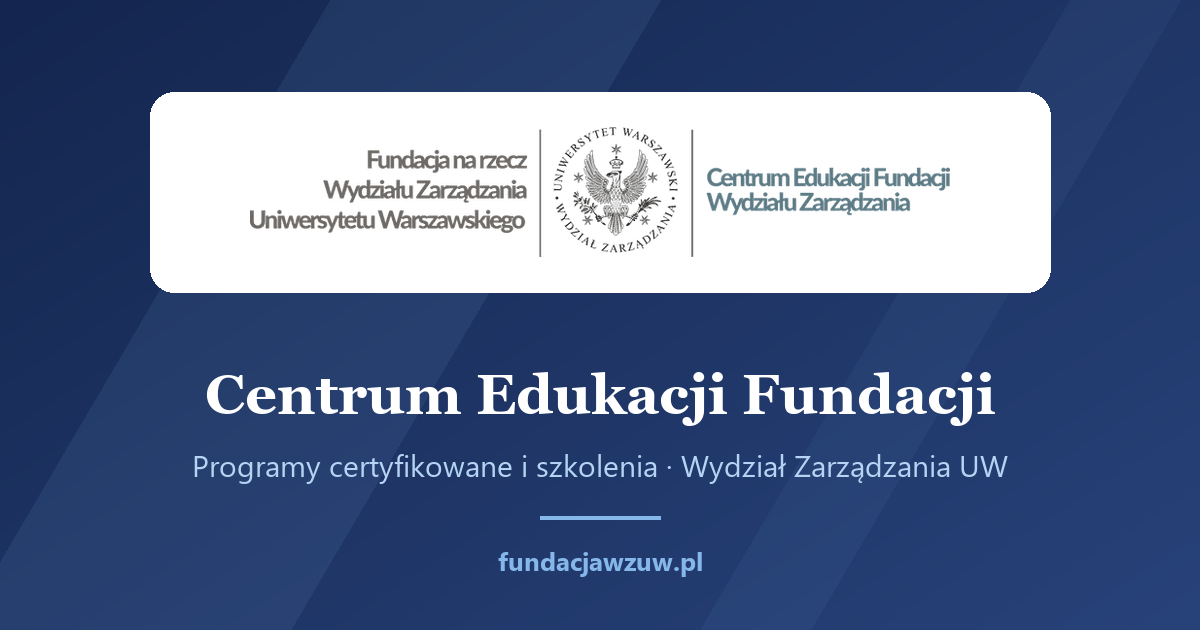 Fundacja na rzecz
Wydziału Zarządzania
Uniwersytetu Warszawskiego
• UNIWERSYTET WARSZAWSKI •
WYDZIAŁ ZARZĄDZANIA
Centrum Edukacji Fundacji
Wydziału Zarządzania
Centrum Edukacji Fundacji
Programy certyfikowane i szkolenia · Wydział Zarządzania UW
fundacjawzuw.pl